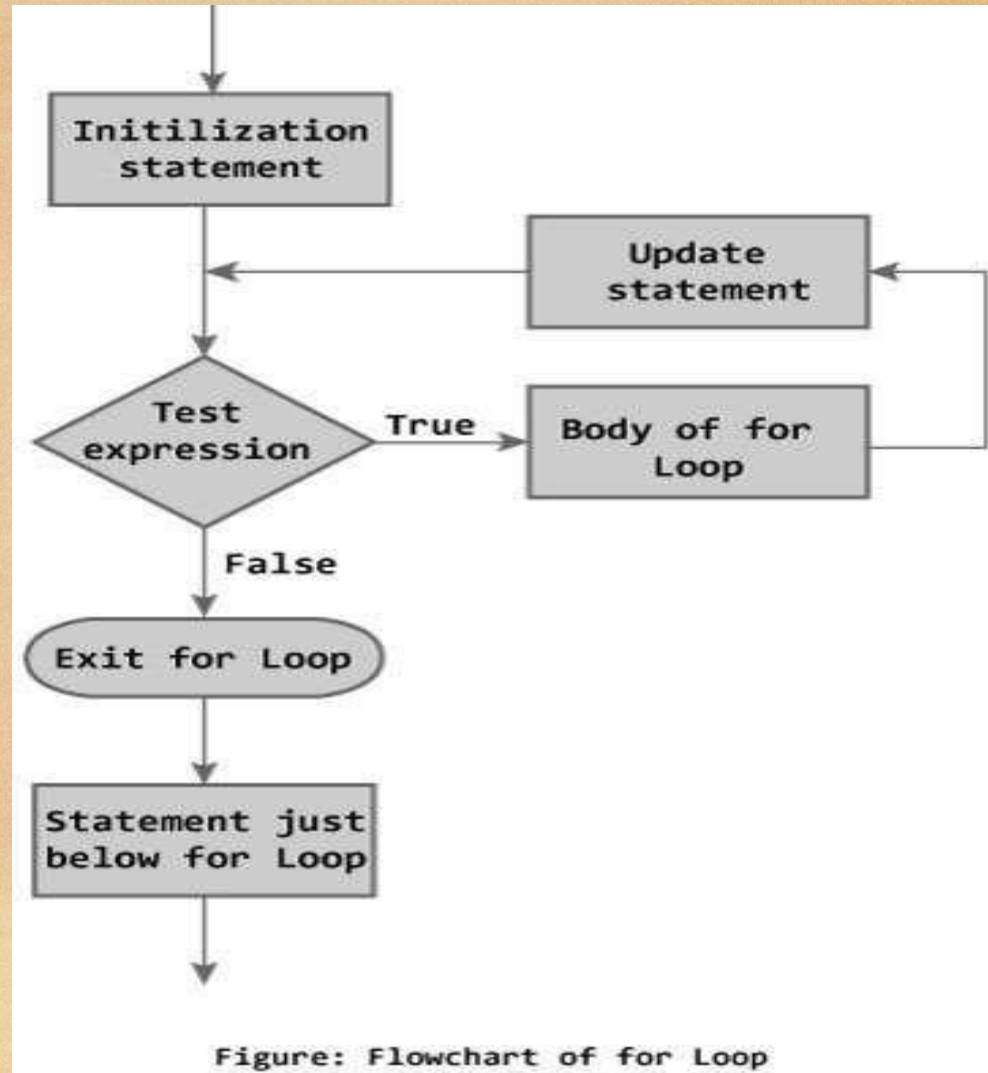 Initilization
statement
Update
statement
Test
expression
True
Body of for
Loop
False
Exit for Loop
Statement just
below for Loop
Figure: Flowchart of for Loop